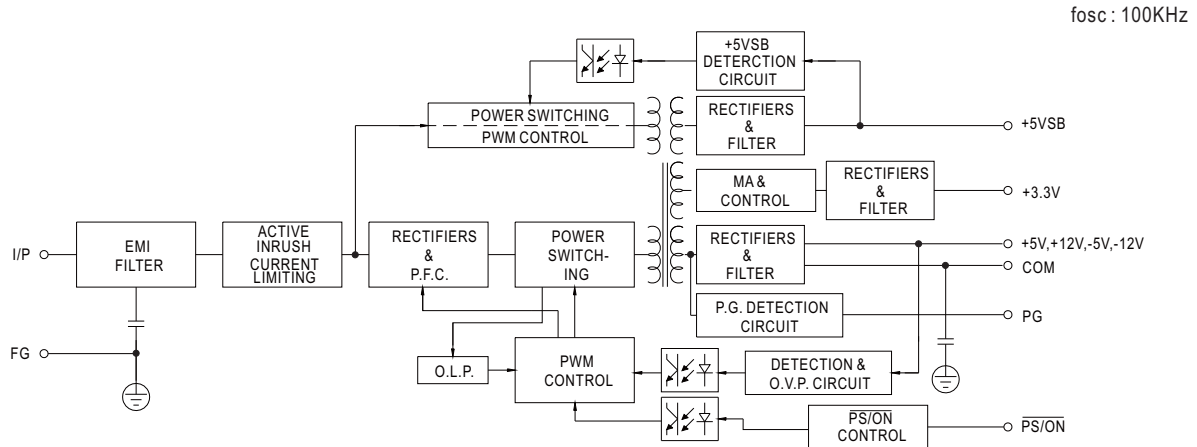 fosc : 100KHz
+5VSB
DETERCTION
CIRCUIT
POWER SWITCHING
PWM CONTROL
RECTIFIERS
&
FILTER
+5VSB
MA &
CONTROL
RECTIFIERS
&
FILTER
+3.3V
I/P
EMI
FILTER
ACTIVE
INRUSH
CURRENT
LIMITING
RECTIFIERS
&
P.F.C.
POWER
SWITCH-
ING
RECTIFIERS
&
FILTER
+5V,+12V,-5V,-12V
COM
P.G. DETECTION
CIRCUIT
PG
FG
O.L.P.
PWM
CONTROL
DETECTION &
O.V.P. CIRCUIT
PS/ON
CONTROL
PS/ON